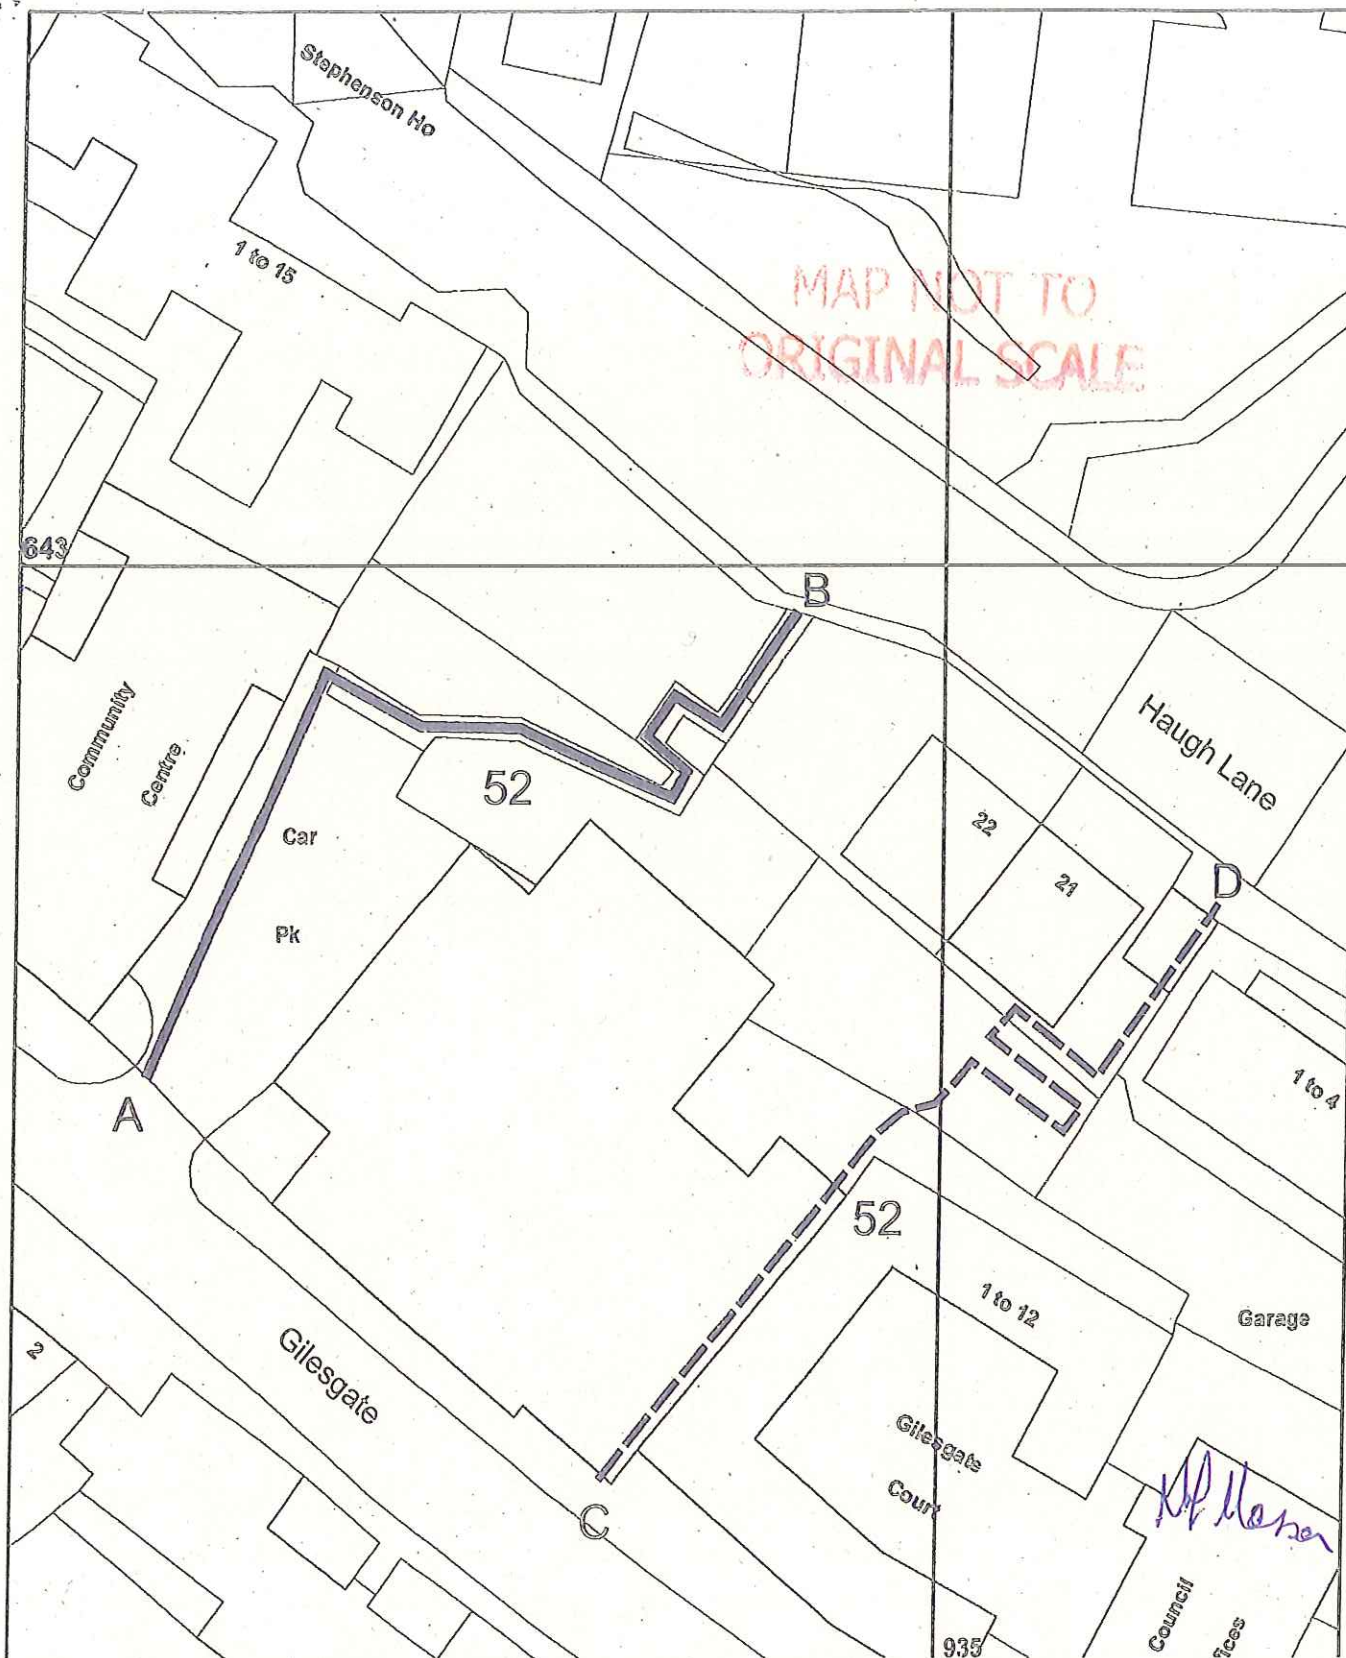 Stephenson Ho
1 to 15
MAP NOT TO
ORIGINAL SCALE
643
B
Community
Centre
Haugh Lane
52
Car
Pk
22
21
D
1 to 4
A
52
1 to 12
Garage
2
Gilesgate
Gilesgate
Court
C
Council
fices
935